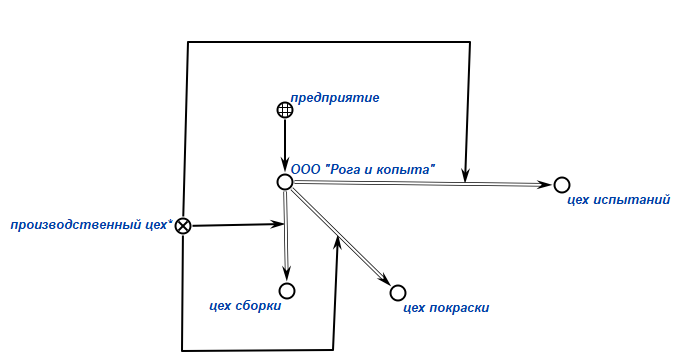 предприятие
ООО "Рога и копыта"
цех испытаний
производственный цех*
цех сборки
цех покраски